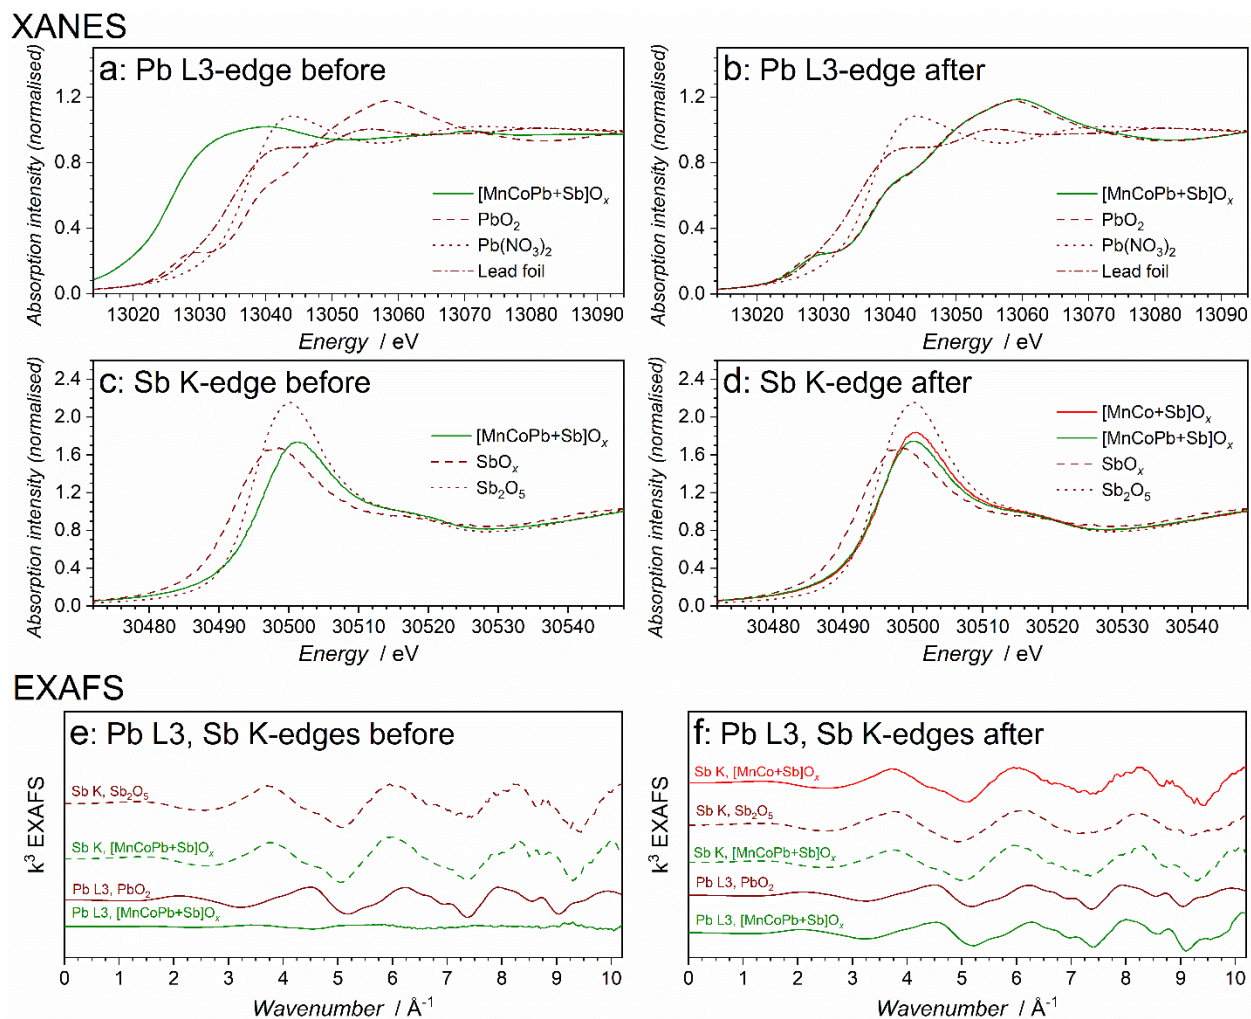 XANES
a: Pb L3-edge before
Absorption intensity (normalised)
1.2
0.8
0.4
0.0
[MnCoPb+Sb]Oₓ
PbO₂
Pb(NO₃)₂
Lead foil
13020 13030 13040 13050 13060 13070 13080 13090
Energy / eV
b: Pb L3-edge after
Absorption intensity (normalised)
1.2
0.8
0.4
0.0
[MnCoPb+Sb]Oₓ
PbO₂
Pb(NO₃)₂
Lead foil
13020 13030 13040 13050 13060 13070 13080 13090
Energy / eV
c: Sb K-edge before
Absorption intensity (normalised)
2.4
2.0
1.6
1.2
0.8
0.4
0.0
[MnCoPb+Sb]Oₓ
SbOₓ
Sb₂O₅
30480 30490 30500 30510 30520 30530 30540
Energy / eV
d: Sb K-edge after
Absorption intensity (normalised)
2.4
2.0
1.6
1.2
0.8
0.4
0.0
[MnCo+Sb]Oₓ
[MnCoPb+Sb]Oₓ
SbOₓ
Sb₂O₅
30480 30490 30500 30510 30520 30530 30540
Energy / eV
EXAFS
e: Pb L3, Sb K-edges before
k³ EXAFS
Sb K, Sb₂O₅
Sb K, [MnCoPb+Sb]Oₓ
Pb L3, PbO₂
Pb L3, [MnCoPb+Sb]Oₓ
0 1 2 3 4 5 6 7 8 9 10
Wavenumber / Å⁻¹
f: Pb L3, Sb K-edges after
k³ EXAFS
Sb K, [MnCo+Sb]Oₓ
Sb K, Sb₂O₅
Sb K, [MnCoPb+Sb]Oₓ
Pb L3, PbO₂
Pb L3, [MnCoPb+Sb]Oₓ
0 1 2 3 4 5 6 7 8 9 10
Wavenumber / Å⁻¹